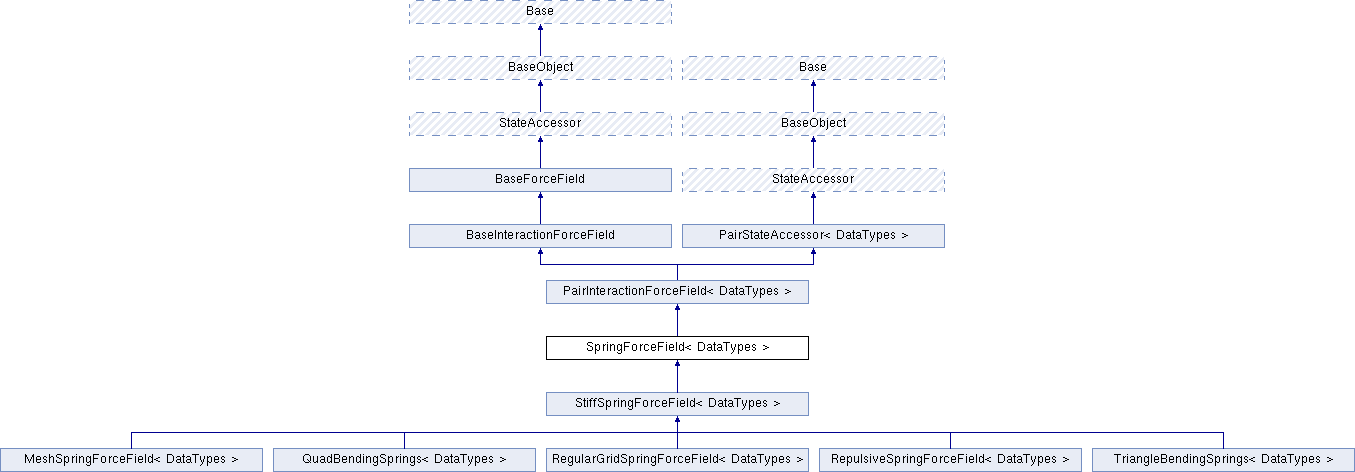 Base
BaseObject
Base
StateAccessor
BaseObject
BaseForceField
StateAccessor
BaseInteractionForceField
PairStateAccessor< DataTypes >
PairInteractionForceField< DataTypes >
SpringForceField< DataTypes >
StiffSpringForceField< DataTypes >
MeshSpringForceField< DataTypes >
QuadBendingSprings< DataTypes >
RegularGridSpringForceField< DataTypes >
RepulsiveSpringForceField< DataTypes >
TriangleBendingSprings< DataTypes >